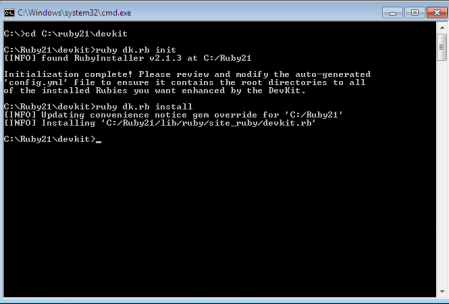 C:\Windows\system32\cmd.exe
C:\>cd C:\ruby21\devkit
C:\Ruby21\devkit>ruby dk.rb init
[INFO] found RubyInstaller v2.1.3 at C:/Ruby21
Initialization complete! Please review and modify the auto-generated
'config.yml' file to ensure it contains the root directories to all
of the installed Rubies you want enhanced by the DevKit.
C:\Ruby21\devkit>ruby dk.rb install
[INFO] Updating convenience notice gem override for 'C:/Ruby21'
[INFO] Installing 'C:/Ruby21/lib/ruby/site_ruby/devkit.rb'
C:\Ruby21\devkit>_